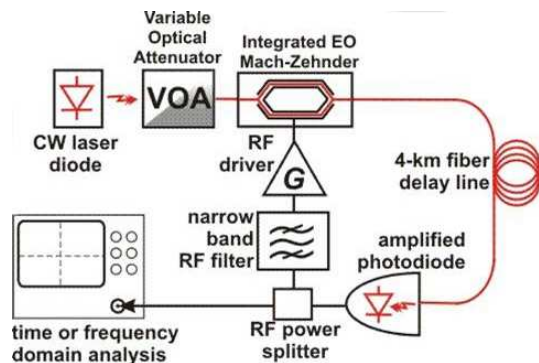 Variable
Optical
Attenuator
VOA
CW laser
diode
Integrated EO
Mach-Zehnder
RF
driver
G
4-km fiber
delay line
narrow
band
RF filter
amplified
photodiode
RF power
splitter
time or frequency
domain analysis